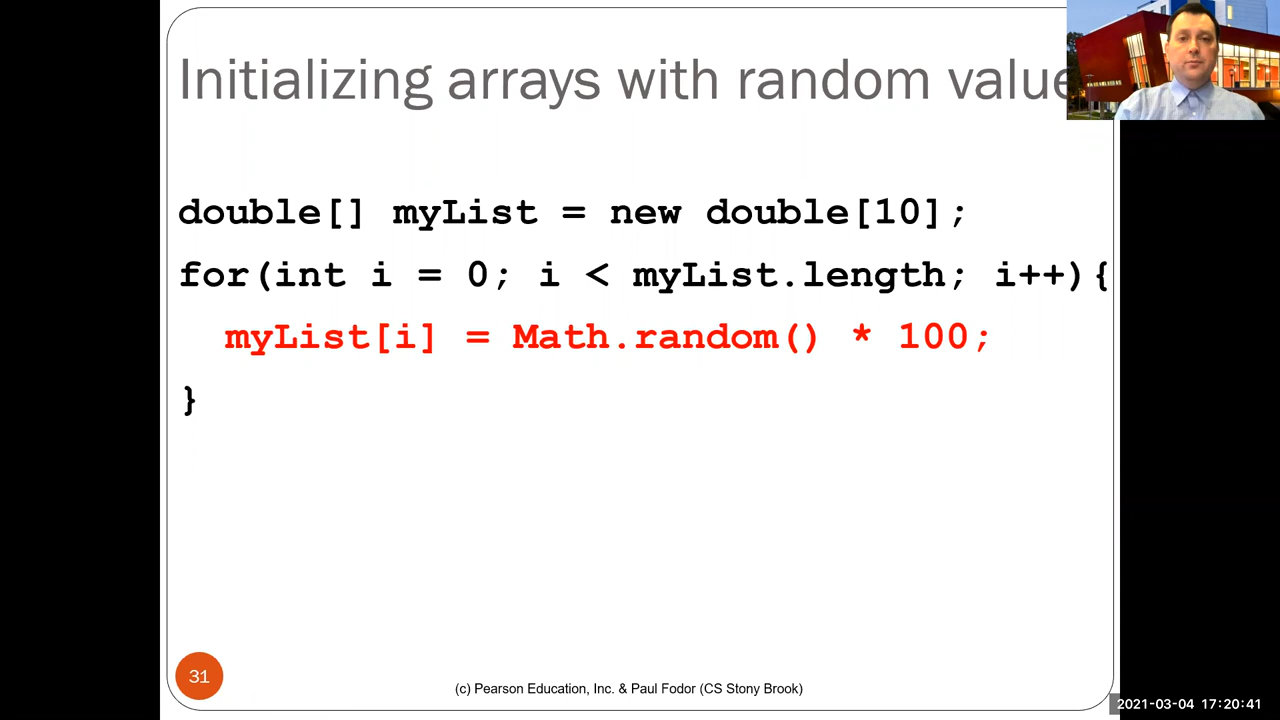 Initializing arrays with random value
double[] myList = new double[10];
for(int i = 0; i < myList.length; i++){
myList[i] = Math.random() * 100;
}
31
(c) Pearson Education, Inc. & Paul Fodor (CS Stony Brook)
2021-03-04 17:20:41